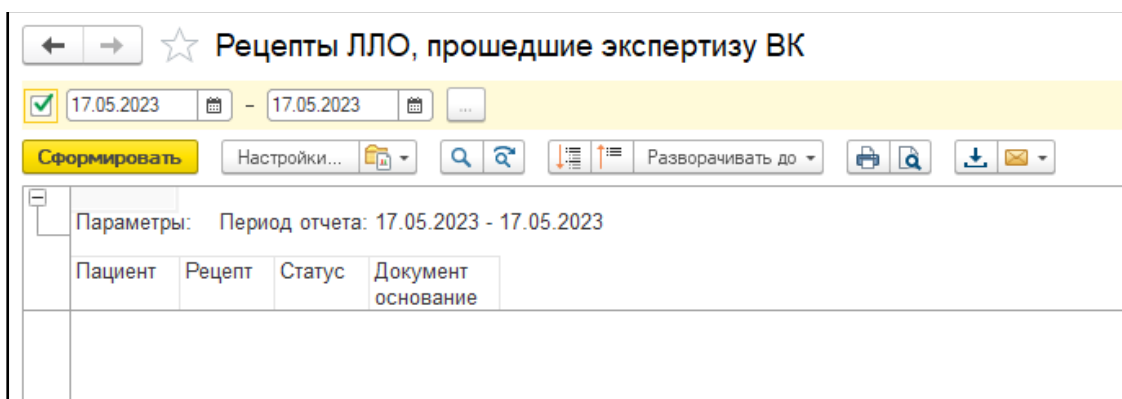 Рецепты ЛЛО, прошедшие экспертизу ВК
17.05.2023 – 17.05.2023 ...
Сформировать Настройки... Разворачивать до
Параметры: Период отчета: 17.05.2023 - 17.05.2023
Пациент Рецепт Статус Документ
основание